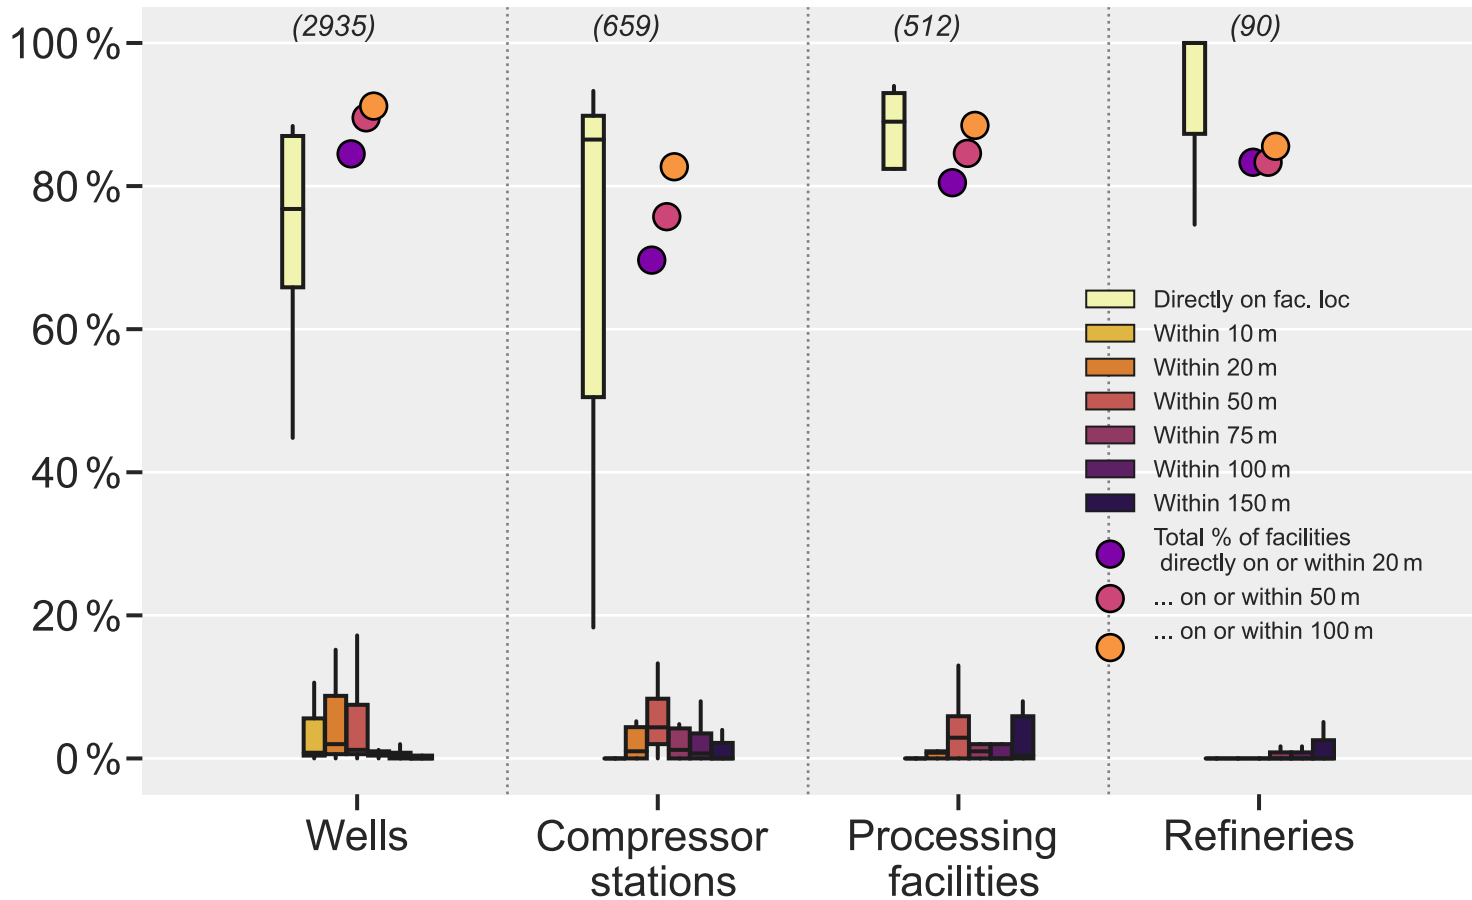 (2935)
(659)
(512)
(90)
100 %
80 %
60 %
40 %
20 %
0 %
Directly on fac. loc
Within 10 m
Within 20 m
Within 50 m
Within 75 m
Within 100 m
Within 150 m
Total % of facilities
directly on or within 20 m
... on or within 50 m
... on or within 100 m
Wells
Compressor
stations
Processing
facilities
Refineries